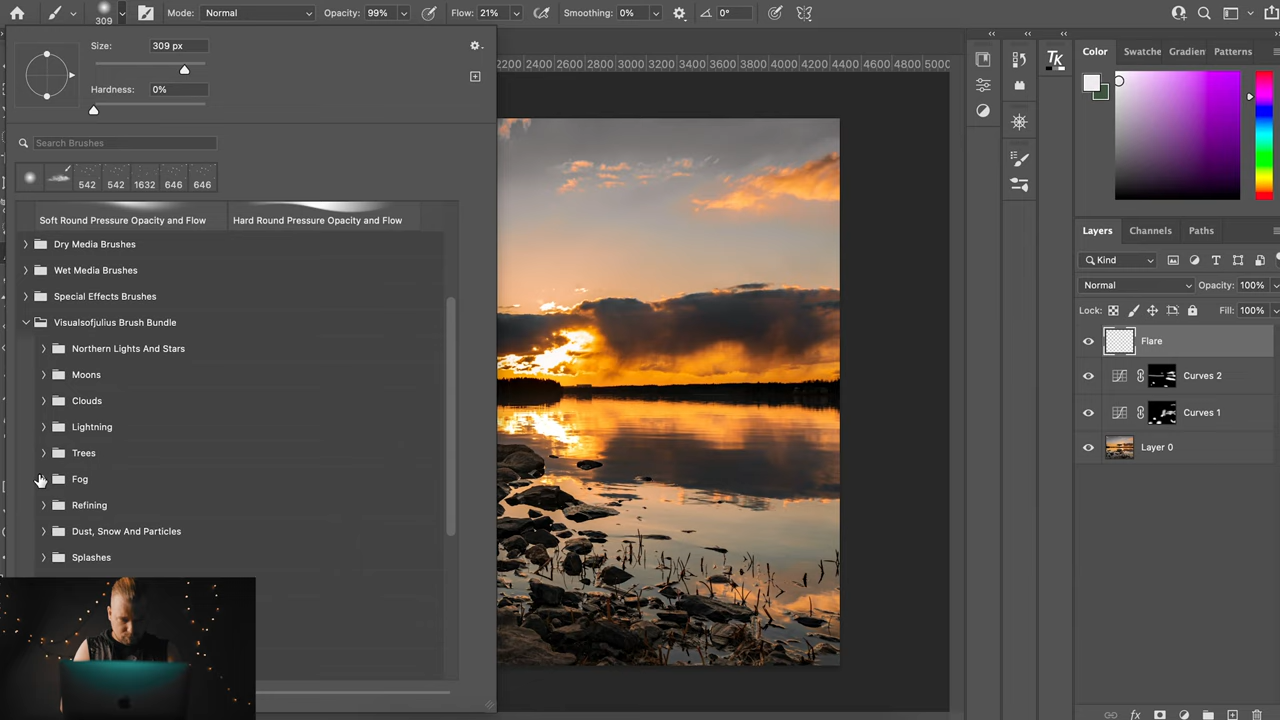 309
Mode: Normal
Opacity: 99%
Flow: 21%
Smoothing: 0%
0°
Size: 309 px
Hardness: 0%
Search Brushes
542 542 1632 646 646
Soft Round Pressure Opacity and Flow
Hard Round Pressure Opacity and Flow
Dry Media Brushes
Wet Media Brushes
Special Effects Brushes
Visualsofjulius Brush Bundle
Northern Lights And Stars
Moons
Clouds
Lightning
Trees
Fog
Refining
Dust, Snow And Particles
Splashes
2200 2400 2600 2800 3000 3200 3400 3600 3800 4000 4200 4400 4600 4800 5000
TK
Color Swatche Gradien Patterns
Layers Channels Paths
Kind
Normal
Opacity: 100%
Lock:
Fill: 100%
Flare
Curves 2
Curves 1
Layer 0
fx